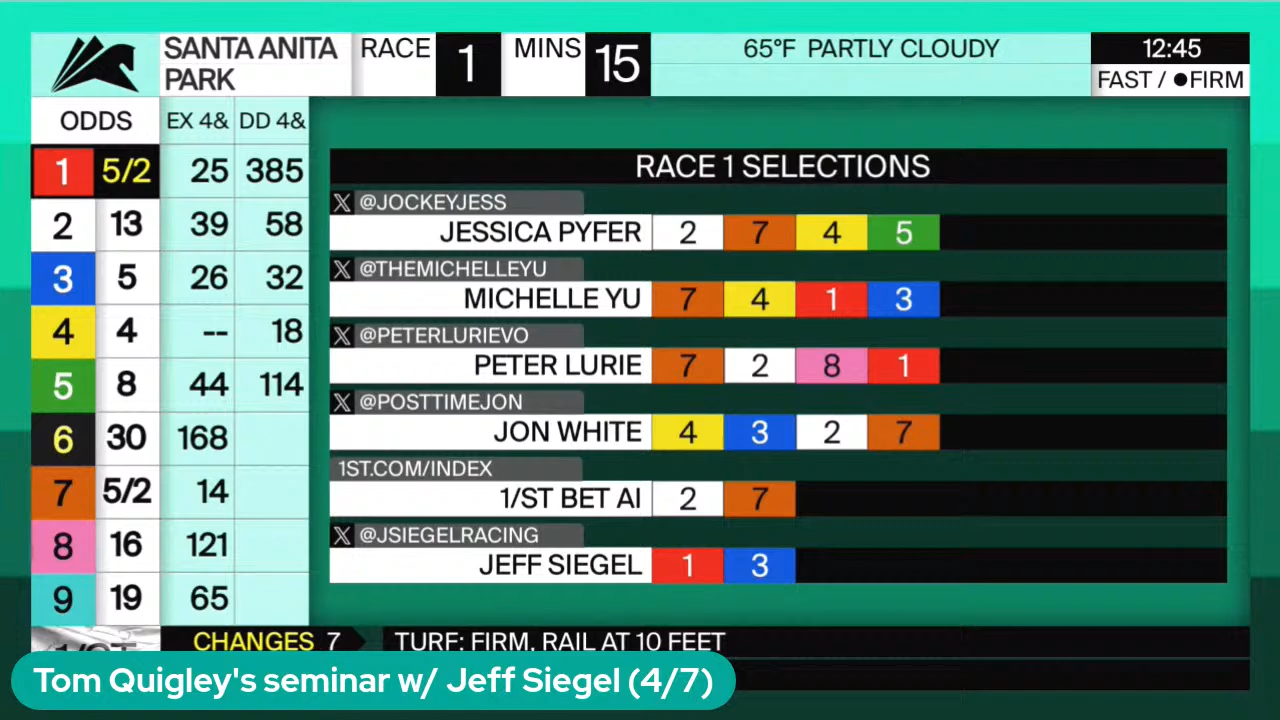 SANTA ANITA PARK RACE 1 MINS 15 65°F PARTLY CLOUDY 12:45
FAST / ●FIRM
ODDS EX 4& DD 4&
1 5/2 25 385
2 13 39 58
3 5 26 32
4 4 -- 18
5 8 44 114
6 30 168
7 5/2 14
8 16 121
9 19 65
RACE 1 SELECTIONS
X @JOCKEYJESS
JESSICA PYFER 2 7 4 5
X @THEMICHELLEYU
MICHELLE YU 7 4 1 3
X @PETERLURIEVO
PETER LURIE 7 2 8 1
X @POSTTIMEJON
JON WHITE 4 3 2 7
1ST.COM/INDEX
1/ST BET AI 2 7
X @JSIEGELRACING
JEFF SIEGEL 1 3
CHANGES 7 TURF: FIRM, RAIL AT 10 FEET
Tom Quigley's seminar w/ Jeff Siegel (4/7)